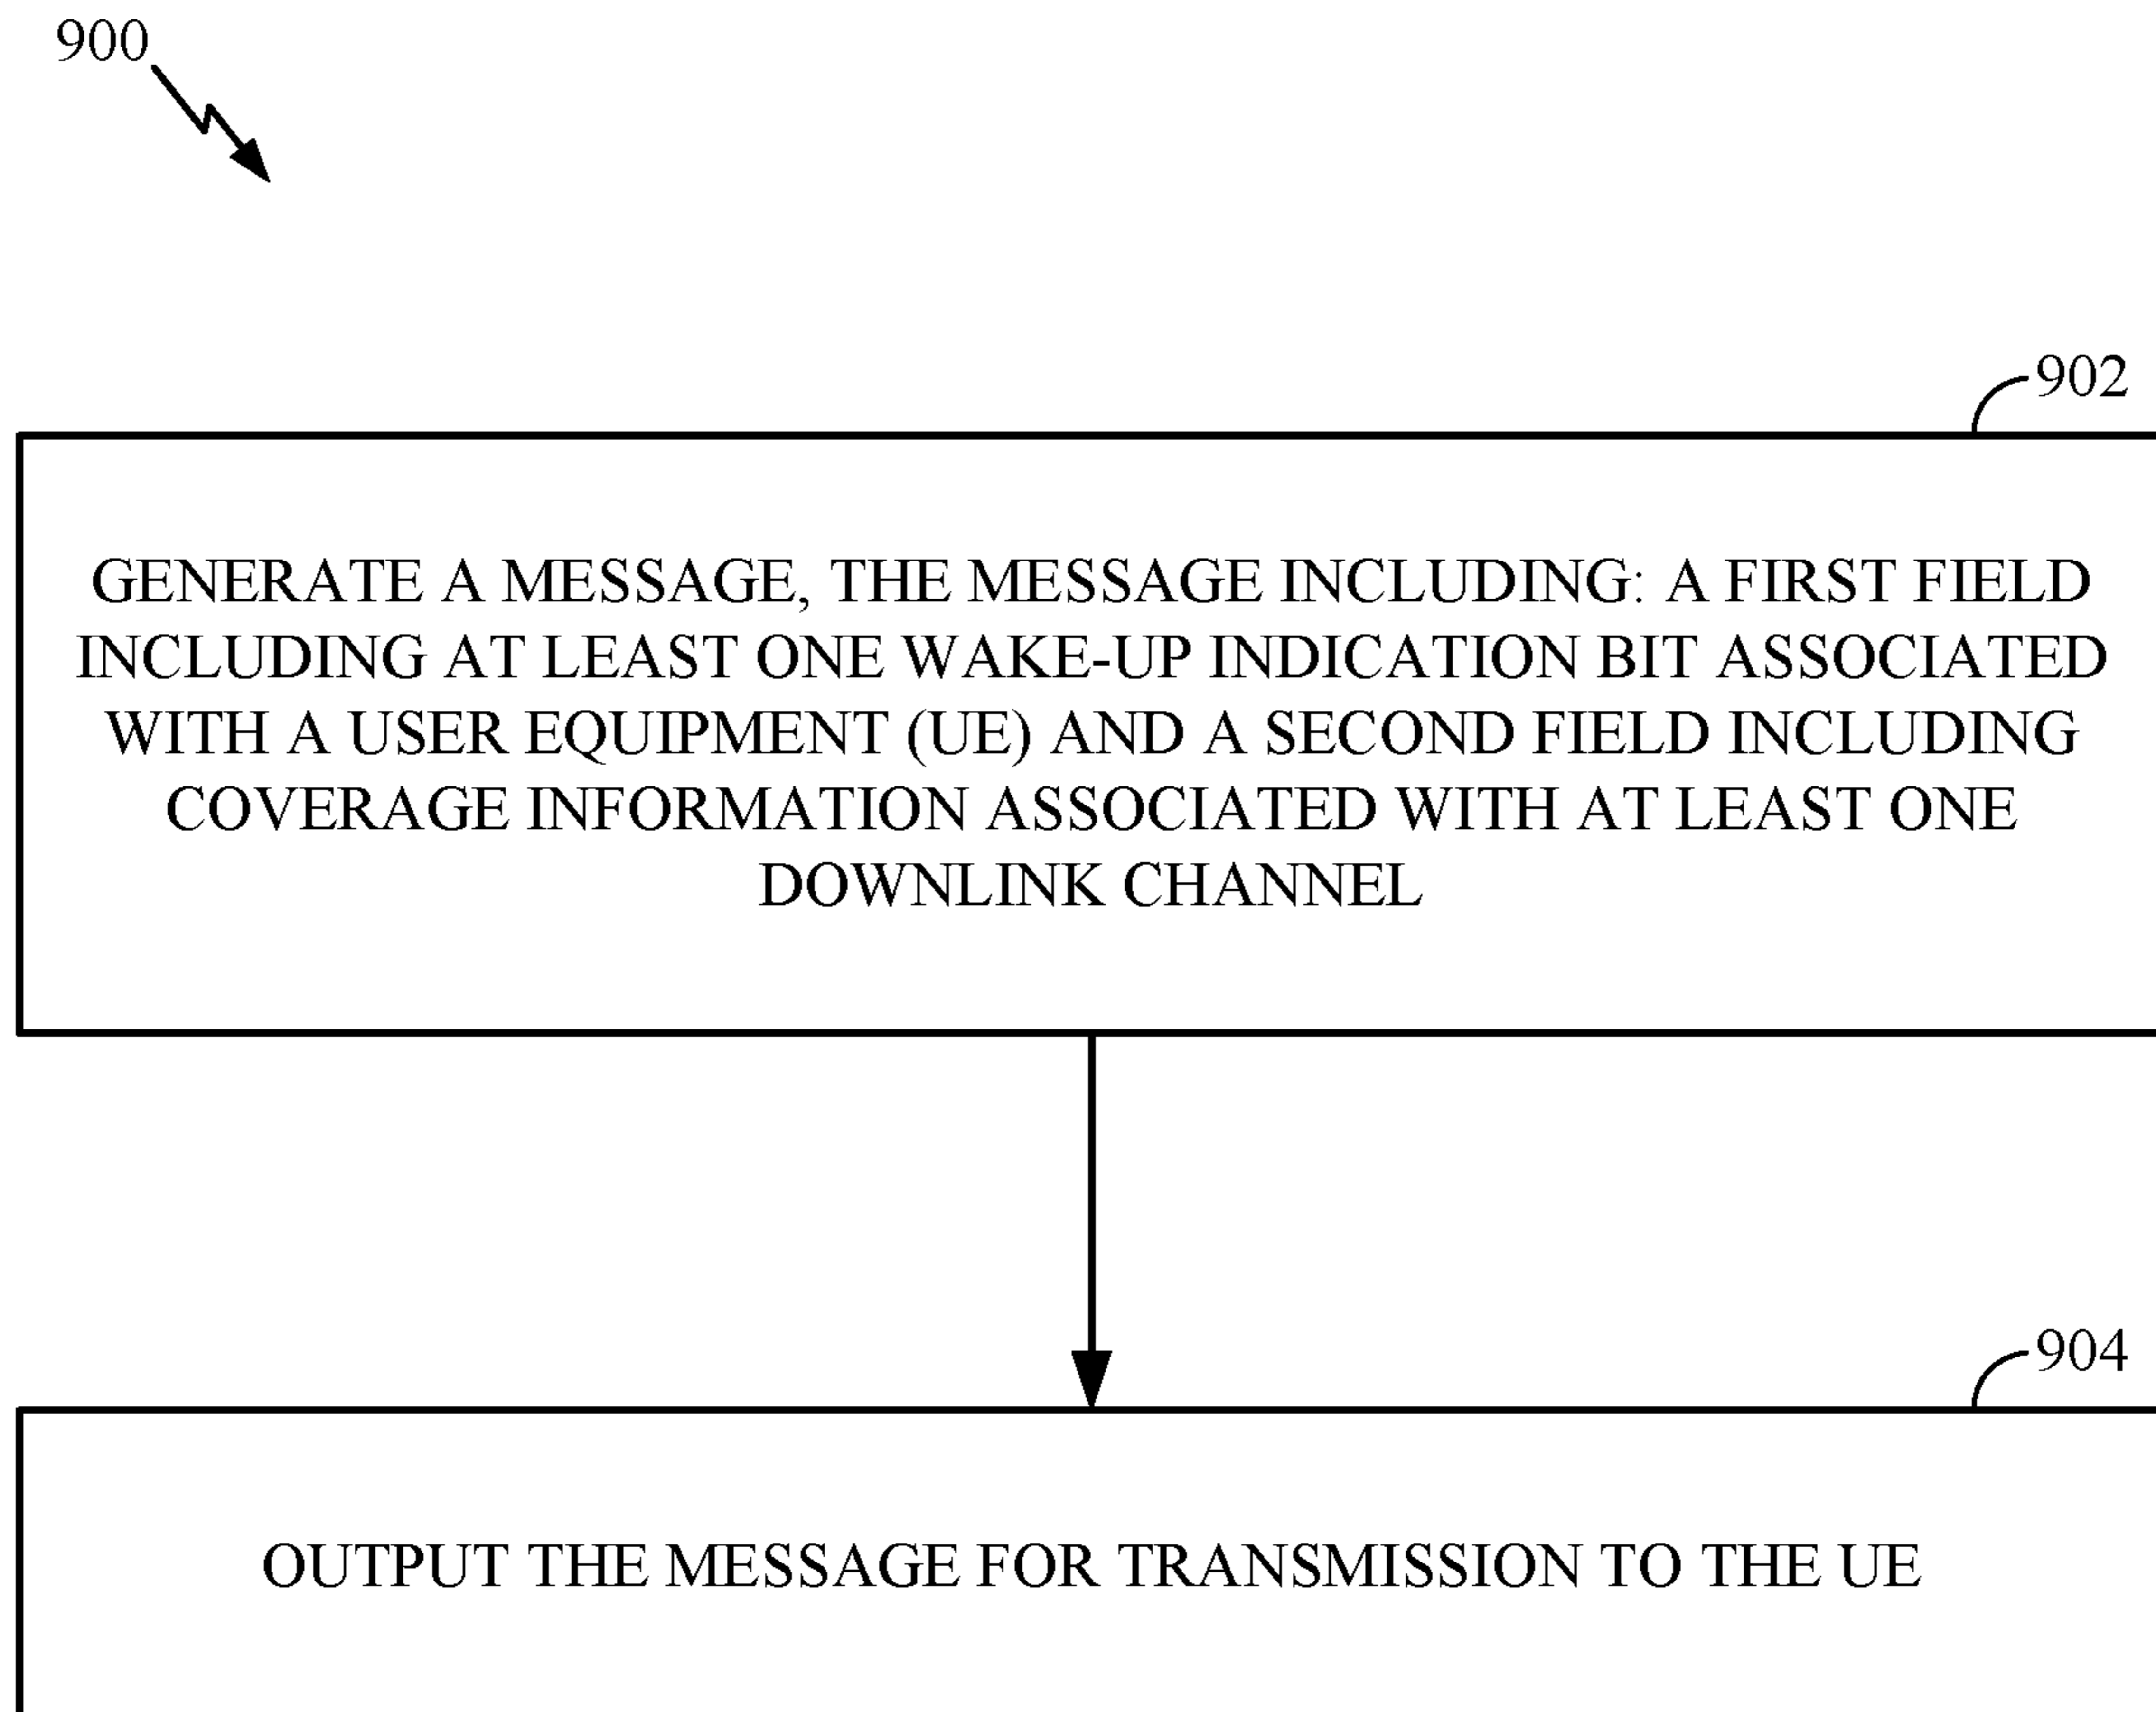 900
902
GENERATE A MESSAGE, THE MESSAGE INCLUDING: A FIRST FIELD
INCLUDING AT LEAST ONE WAKE-UP INDICATION BIT ASSOCIATED
WITH A USER EQUIPMENT (UE) AND A SECOND FIELD INCLUDING
COVERAGE INFORMATION ASSOCIATED WITH AT LEAST ONE
DOWNLINK CHANNEL
904
OUTPUT THE MESSAGE FOR TRANSMISSION TO THE UE